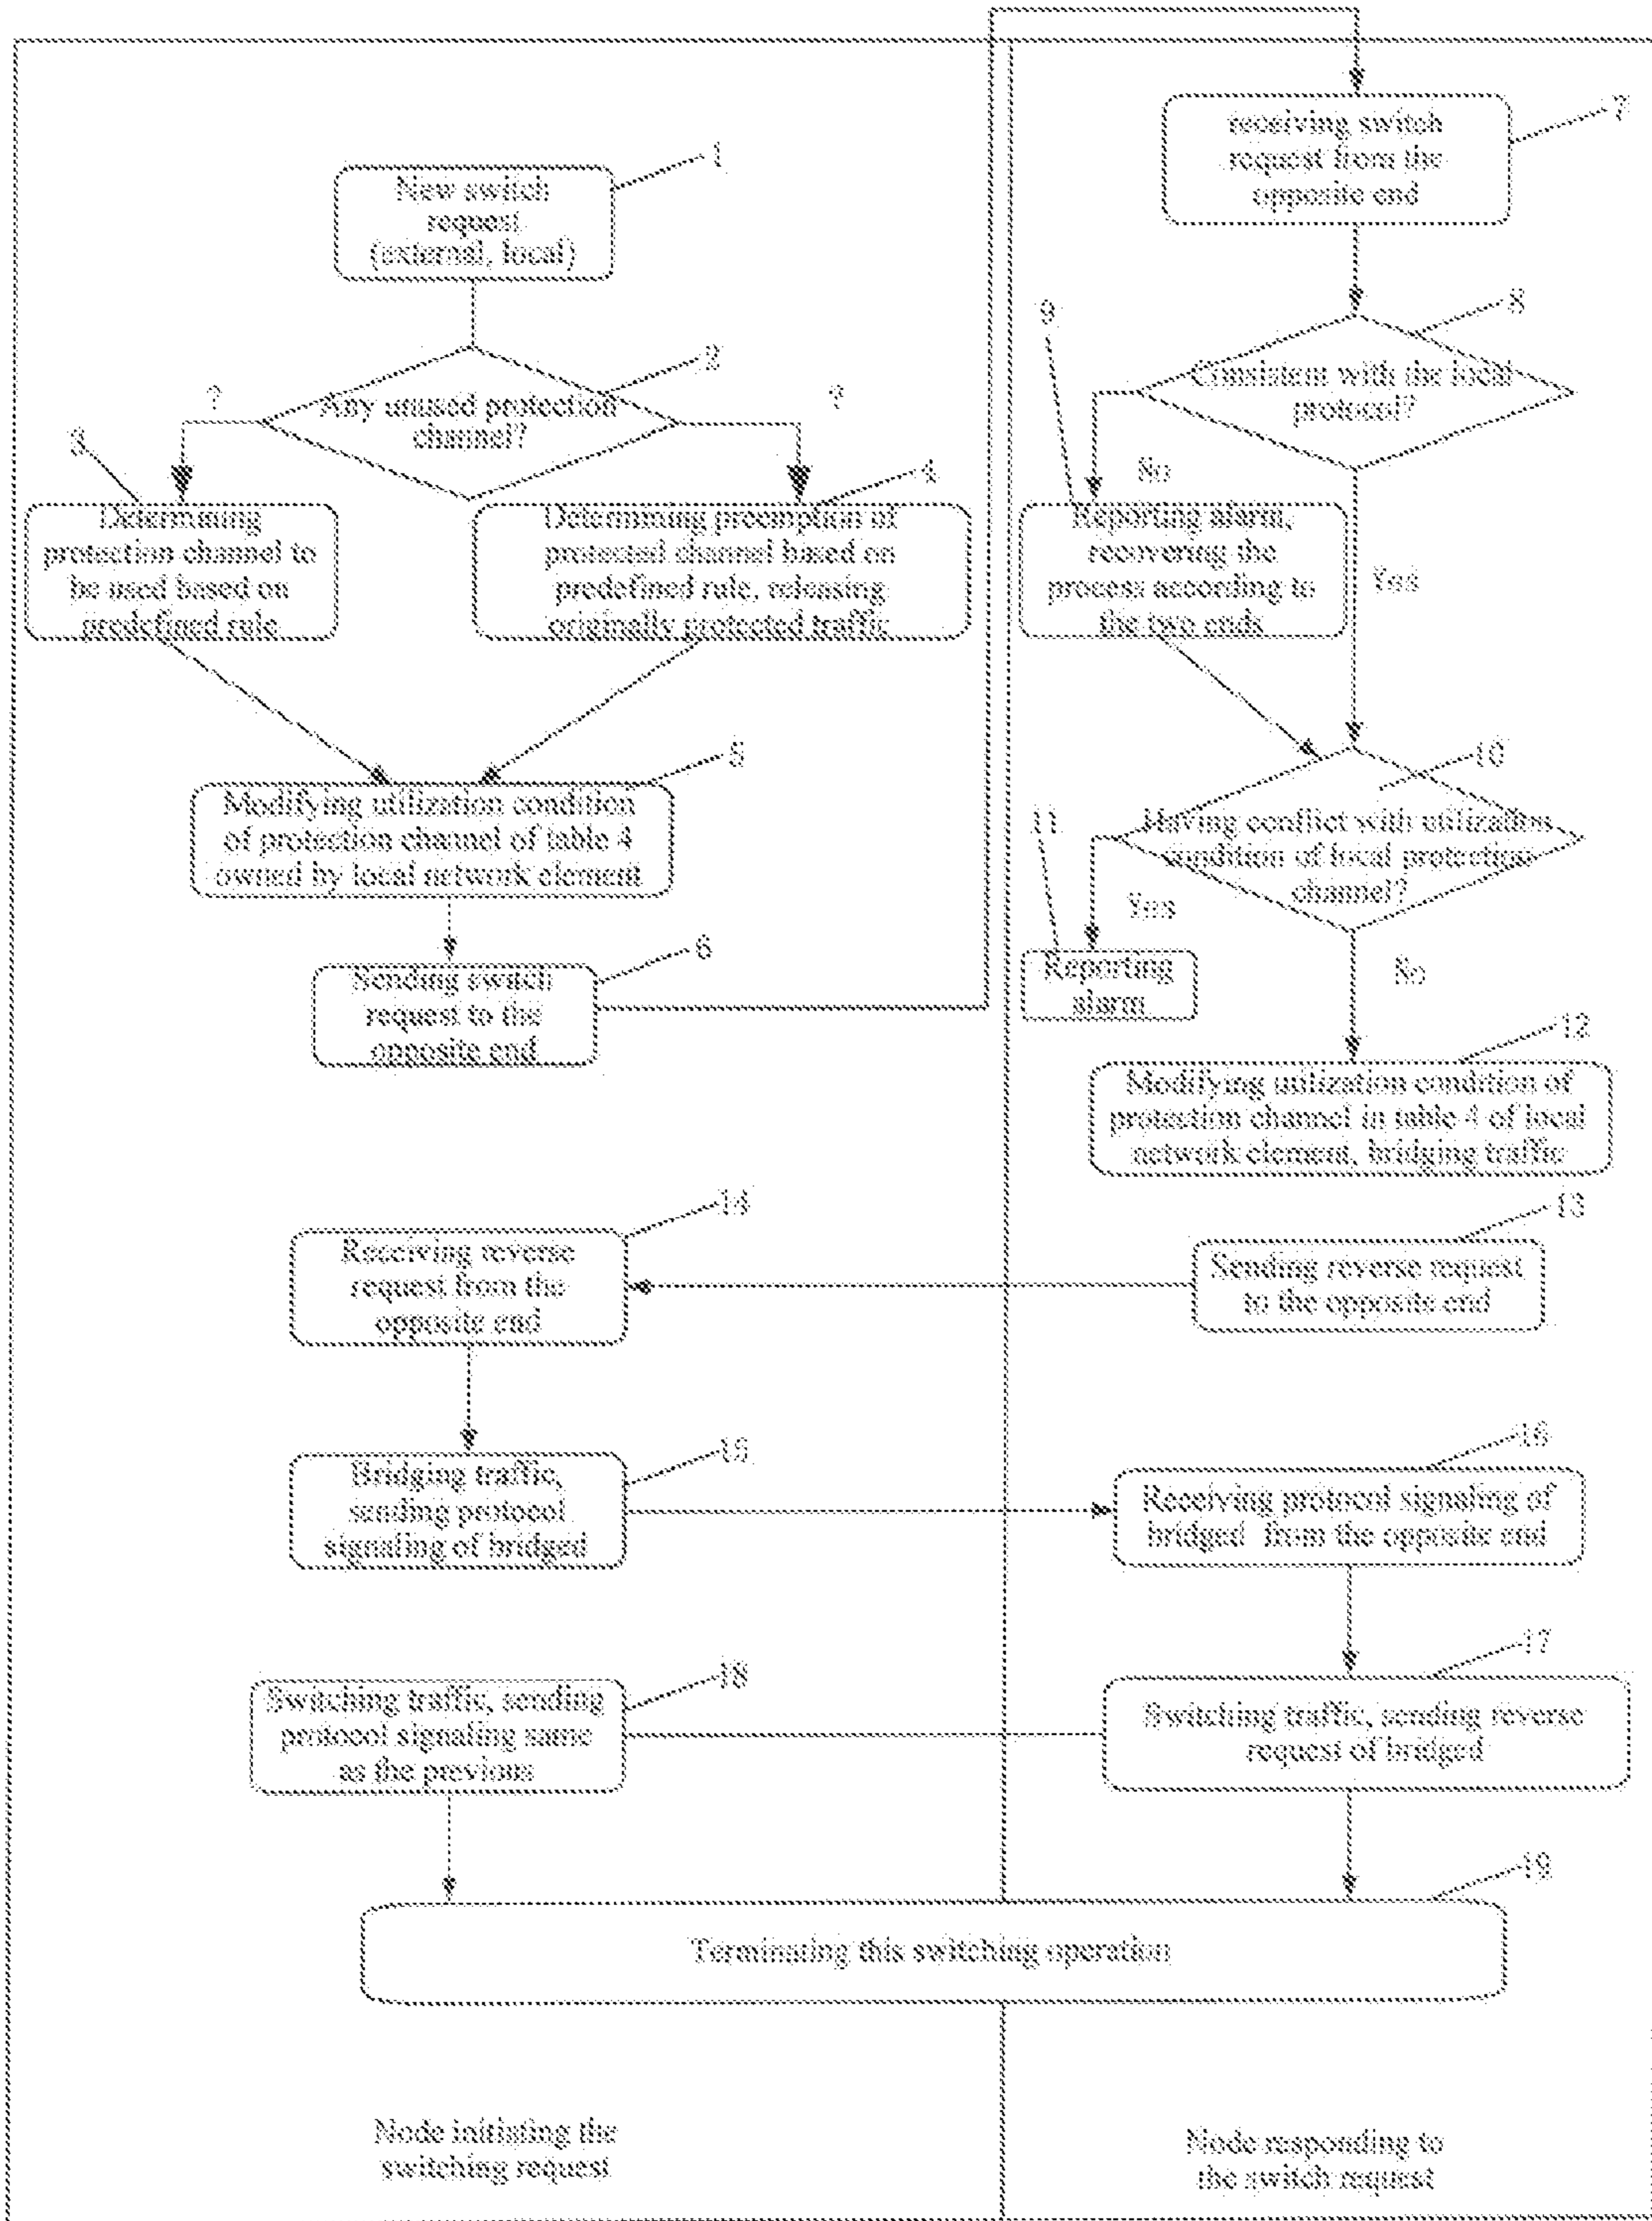 1
New switch
request
(external, local)
2
Any unused protection
channel?
?
?
3
Determining
protection channel to
be used based on
predefined rule
4
Determining preemption of
protected channel based on
predefined rule, releasing
originally protected traffic
5
Modifying utilization condition
of protection channel of table 4
owned by local network element
6
Sending switch
request to the
opposite end
7
receiving switch
request from the
opposite end
8
Consistent with the local
protocol?
9
No
Yes
Reporting alarm,
recovering the
process according to
the two ends
10
Having conflict with utilization
condition of local protection
channel?
11
Yes
No
Reporting
alarm
12
Modifying utilization condition of
protection channel in table 4 of local
network element, bridging traffic
13
Sending reverse request
to the opposite end
14
Receiving reverse
request from the
opposite end
15
Bridging traffic,
sending protocol
signaling of bridged
16
Receiving protocol signaling of
bridged from the opposite end
17
Switching traffic, sending reverse
request of bridged
18
Switching traffic, sending
protocol signaling same
as the previous
19
Terminating this switching operation
Node initiating the
switching request
Node responding to
the switch request